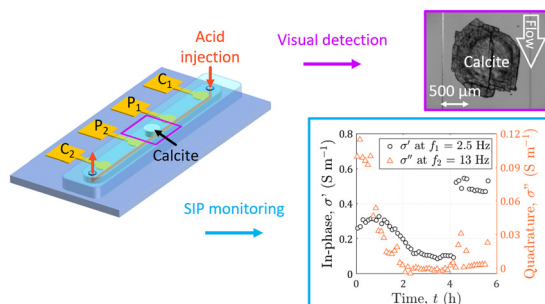 Acid
injection
Visual detection
C₁
P₁
P₂
C₂
Calcite
SIP monitoring
Flow
Calcite
500 µm
σ' at f₁ = 2.5 Hz
σ'' at f₂ = 13 Hz
In-phase, σ' (S m⁻¹)
0.8
0.6
0.4
0.2
0
Quadrature, σ'' (S m⁻¹)
0.12
0.09
0.06
0.03
0
0 2 4 6
Time, t (h)